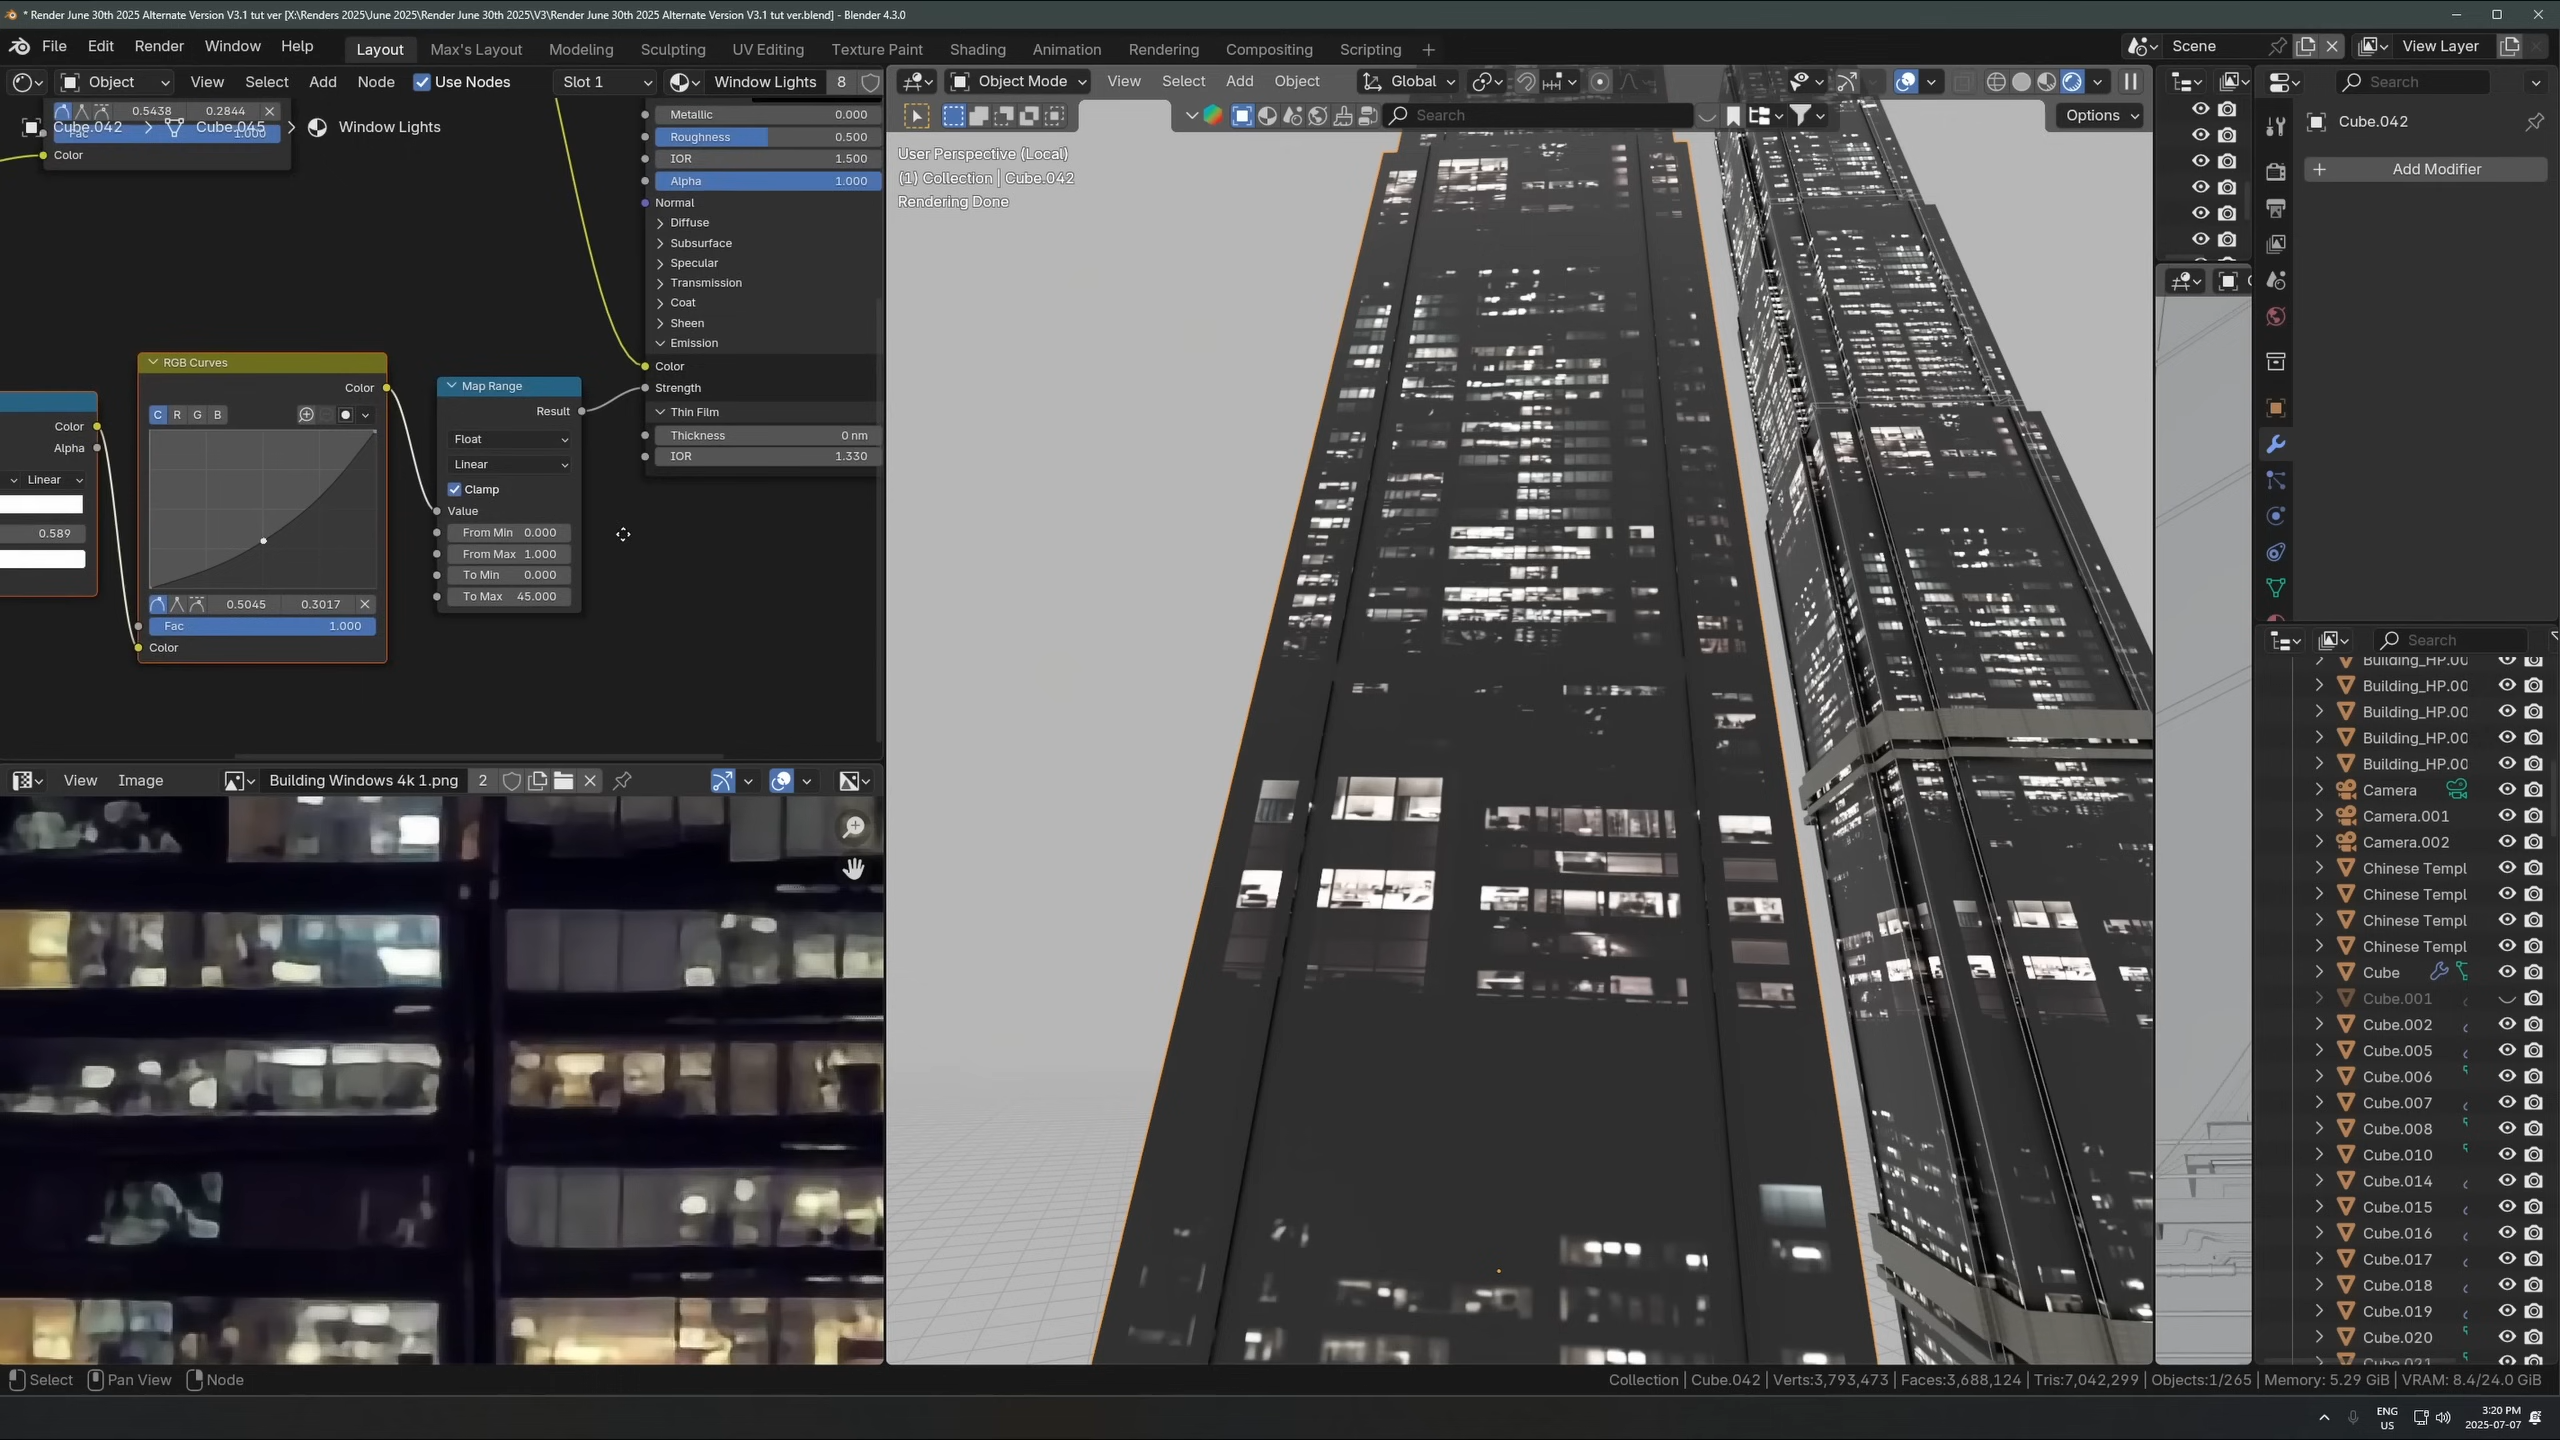 * Render June 30th 2025 Alternate Version V3.1 tut ver [X:\Renders 2025\June 2025\Render June 30th 2025\V3\Render June 30th 2025 Alternate Version V3.1 tut ver.blend] - Blender 4.3.0
File Edit Render Window Help Layout Max's Layout Modeling Sculpting UV Editing Texture Paint Shading Animation Rendering Compositing Scripting Scene View Layer
Object View Select Add Node Use Nodes Slot 1 Window Lights 8
Object Mode View Select Add Object Global
Search
0.5438 0.2844
Fac 1.000
Cube.042 Cube.045 Window Lights
Color
Metallic 0.000
Roughness 0.500
IOR 1.500
Alpha 1.000
Normal
Diffuse
Subsurface
Specular
Transmission
Coat
Sheen
Emission
Color
Strength
Thin Film
Thickness 0 nm
IOR 1.330
Color
Alpha
Linear
0.589
RGB Curves
Color
C R G B
0.5045 0.3017
Fac 1.000
Color
Map Range
Result
Float
Linear
Clamp
Value
From Min 0.000
From Max 1.000
To Min 0.000
To Max 45.000
Search
Options
User Perspective (Local)
(1) Collection | Cube.042
Rendering Done
Cube.042
Add Modifier
View Image Building Windows 4k 1.png 2
Search
Building_HP.00
Building_HP.00
Building_HP.00
Building_HP.00
Building_HP.00
Camera
Camera.001
Camera.002
Chinese Templ
Chinese Templ
Chinese Templ
Chinese Templ
Cube
Cube.001
Cube.002
Cube.005
Cube.006
Cube.007
Cube.008
Cube.010
Cube.014
Cube.015
Cube.016
Cube.017
Cube.018
Cube.019
Cube.020
Cube.021
Select Pan View Node
Collection | Cube.042 | Verts:3,793,473 | Faces:3,688,124 | Tris:7,042,299 | Objects:1/265 | Memory: 5.29 GiB | VRAM: 8.4/24.0 GiB
ENG
US
3:20 PM
2025-07-07